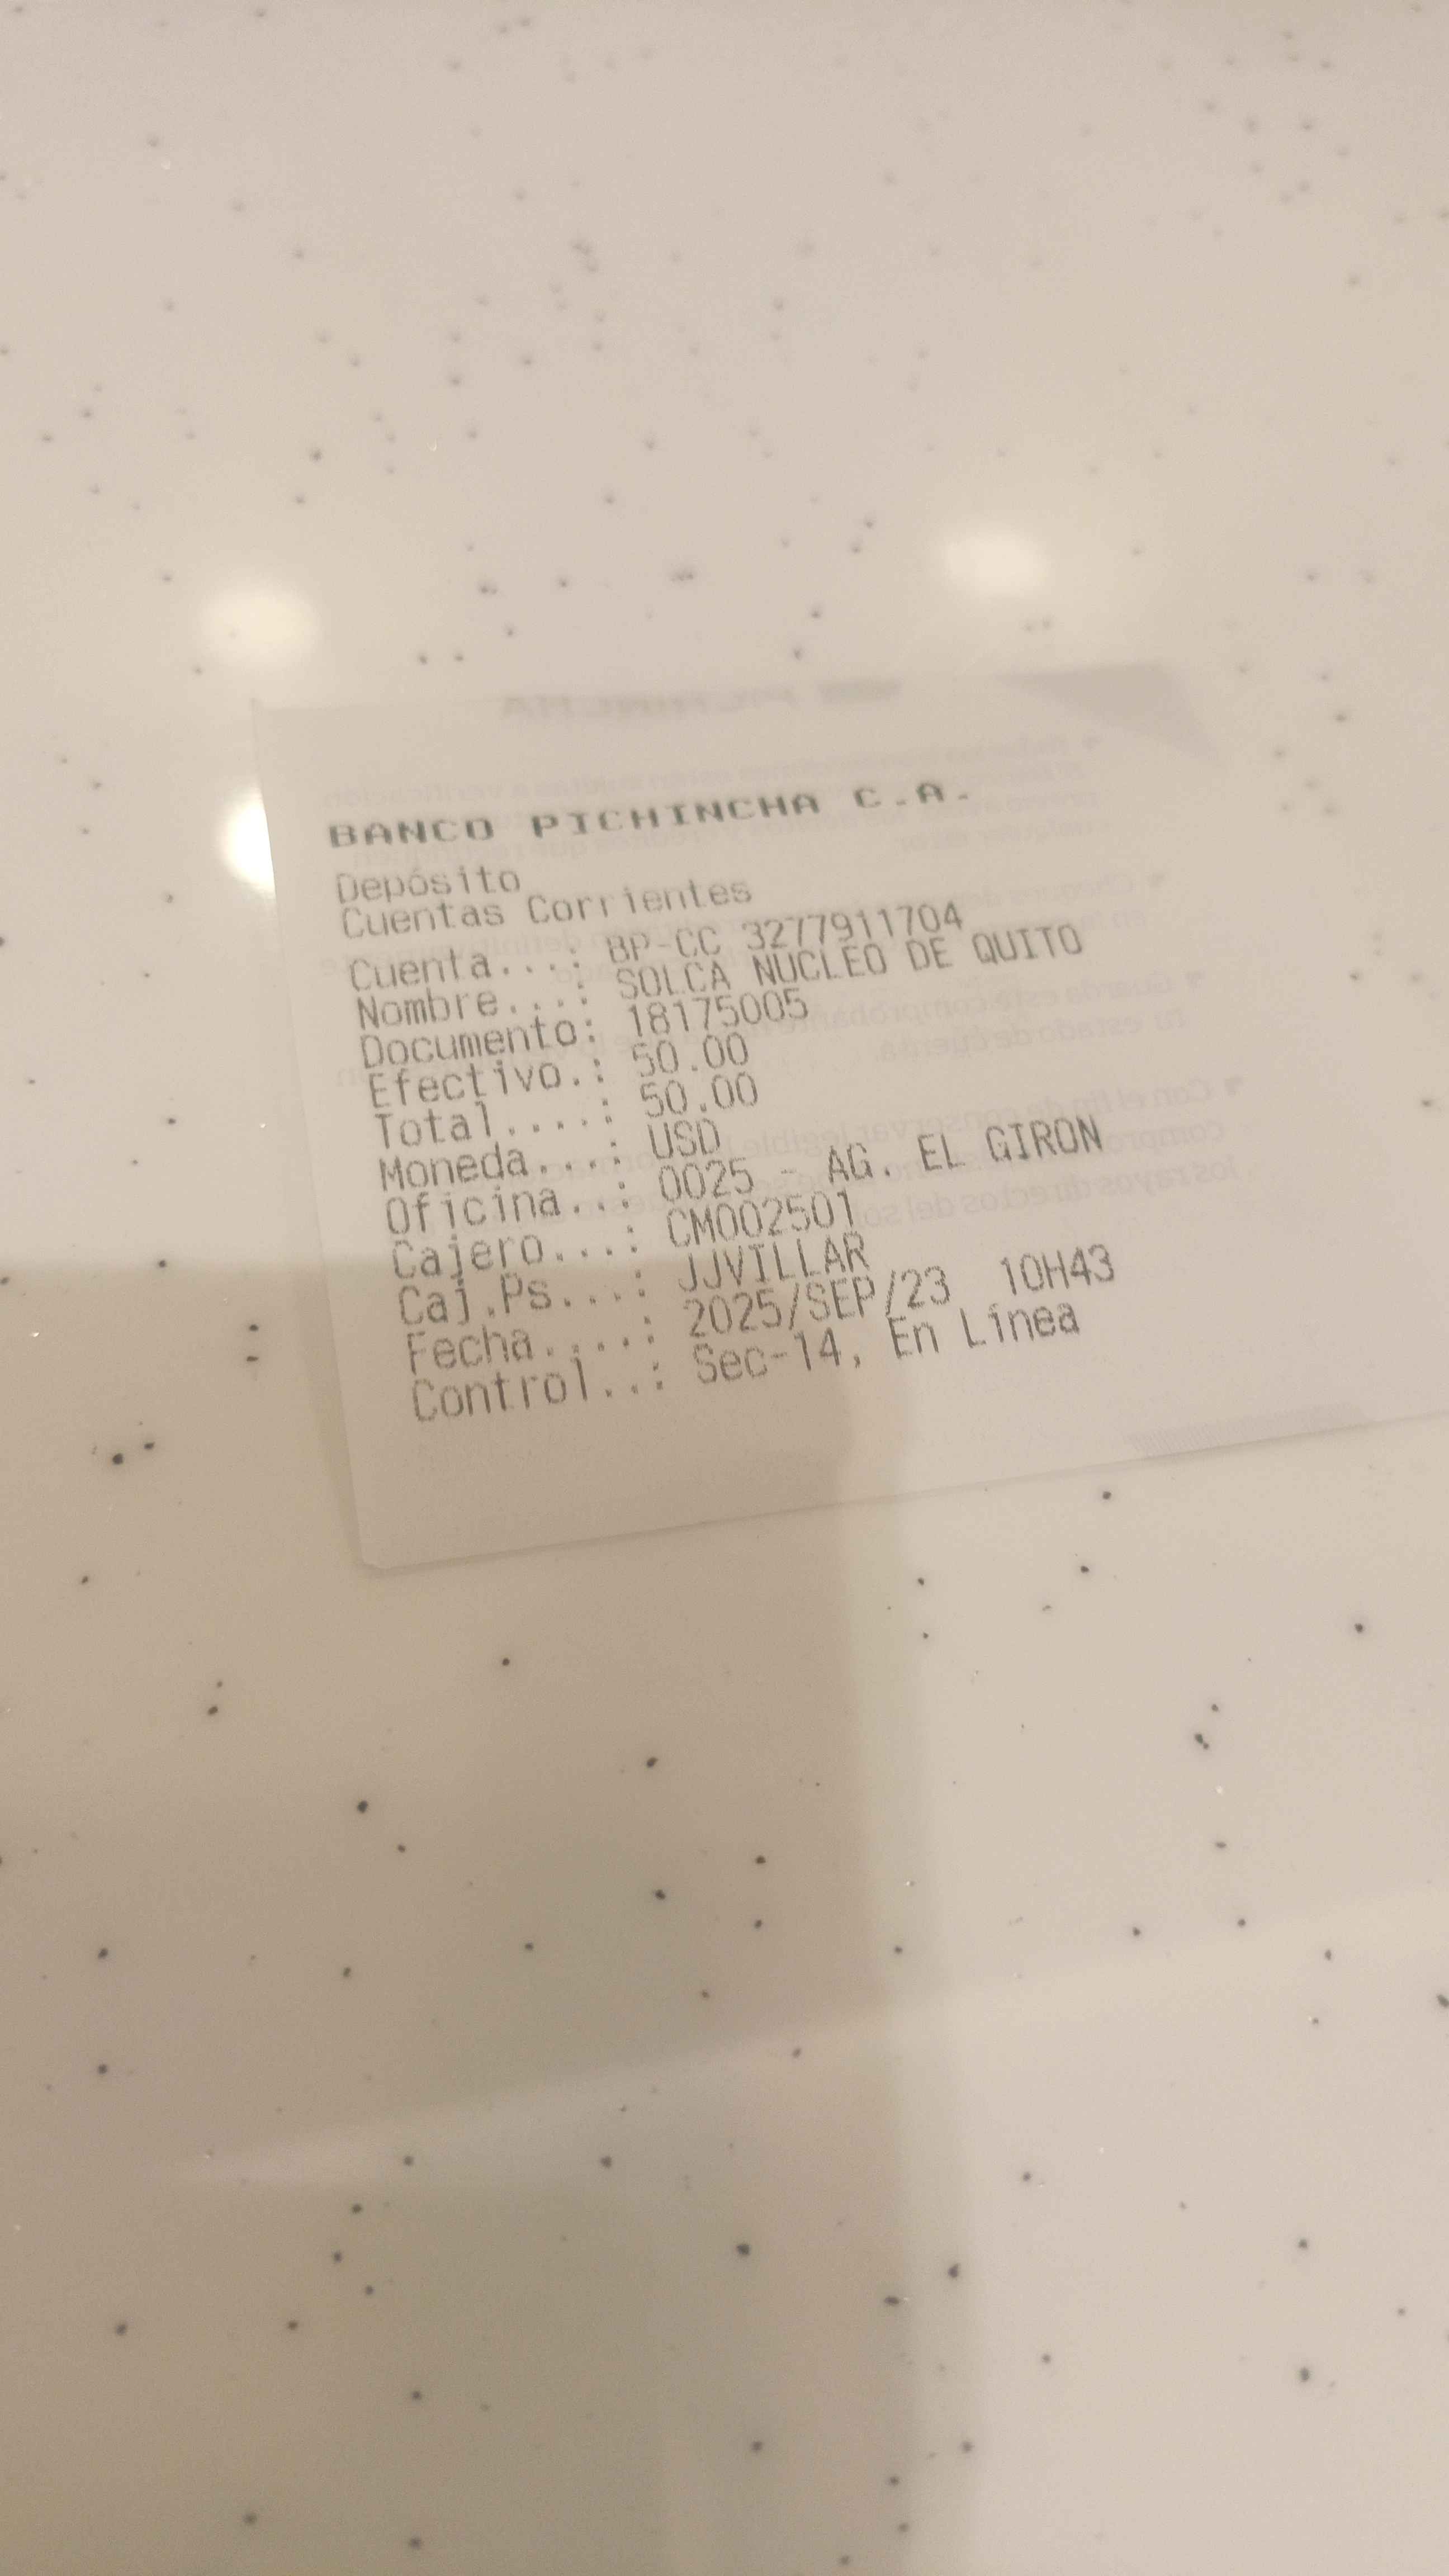 BANCO PICHINCHA C.A.
Depósito
Cuentas Corrientes
Cuenta...: BP-CC 3277911704
Nombre...: SOLCA NUCLEO DE QUITO
Documento: 18175005
Efectivo.: 50.00
Total....: 50.00
Moneda...: USD
Oficina..: 0025 - AG. EL GIRON
Cajero...: CM002501
Caj.Ps...: JJVILLAR
Fecha....: 2025/SEP/23 10H43
Control..: Sec-14, En Línea